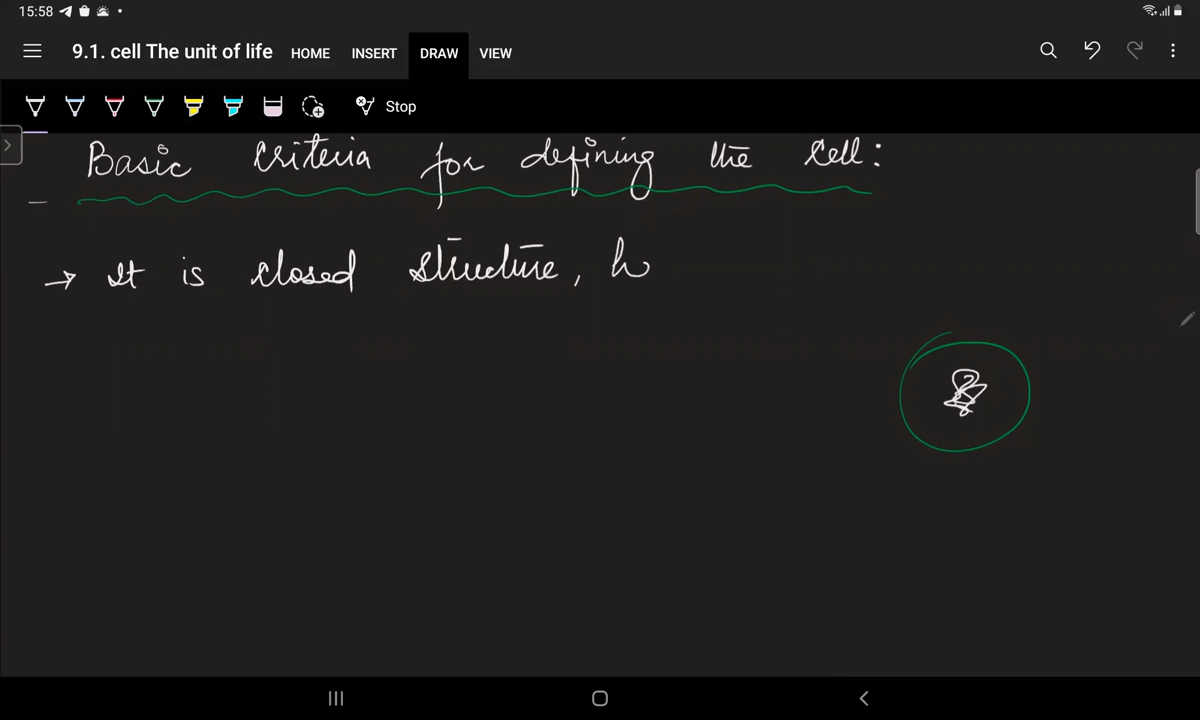 15:58
9.1. cell The unit of life HOME INSERT DRAW VIEW
Stop
Basic criteria for defining the cell:
→ It is closed structure, h